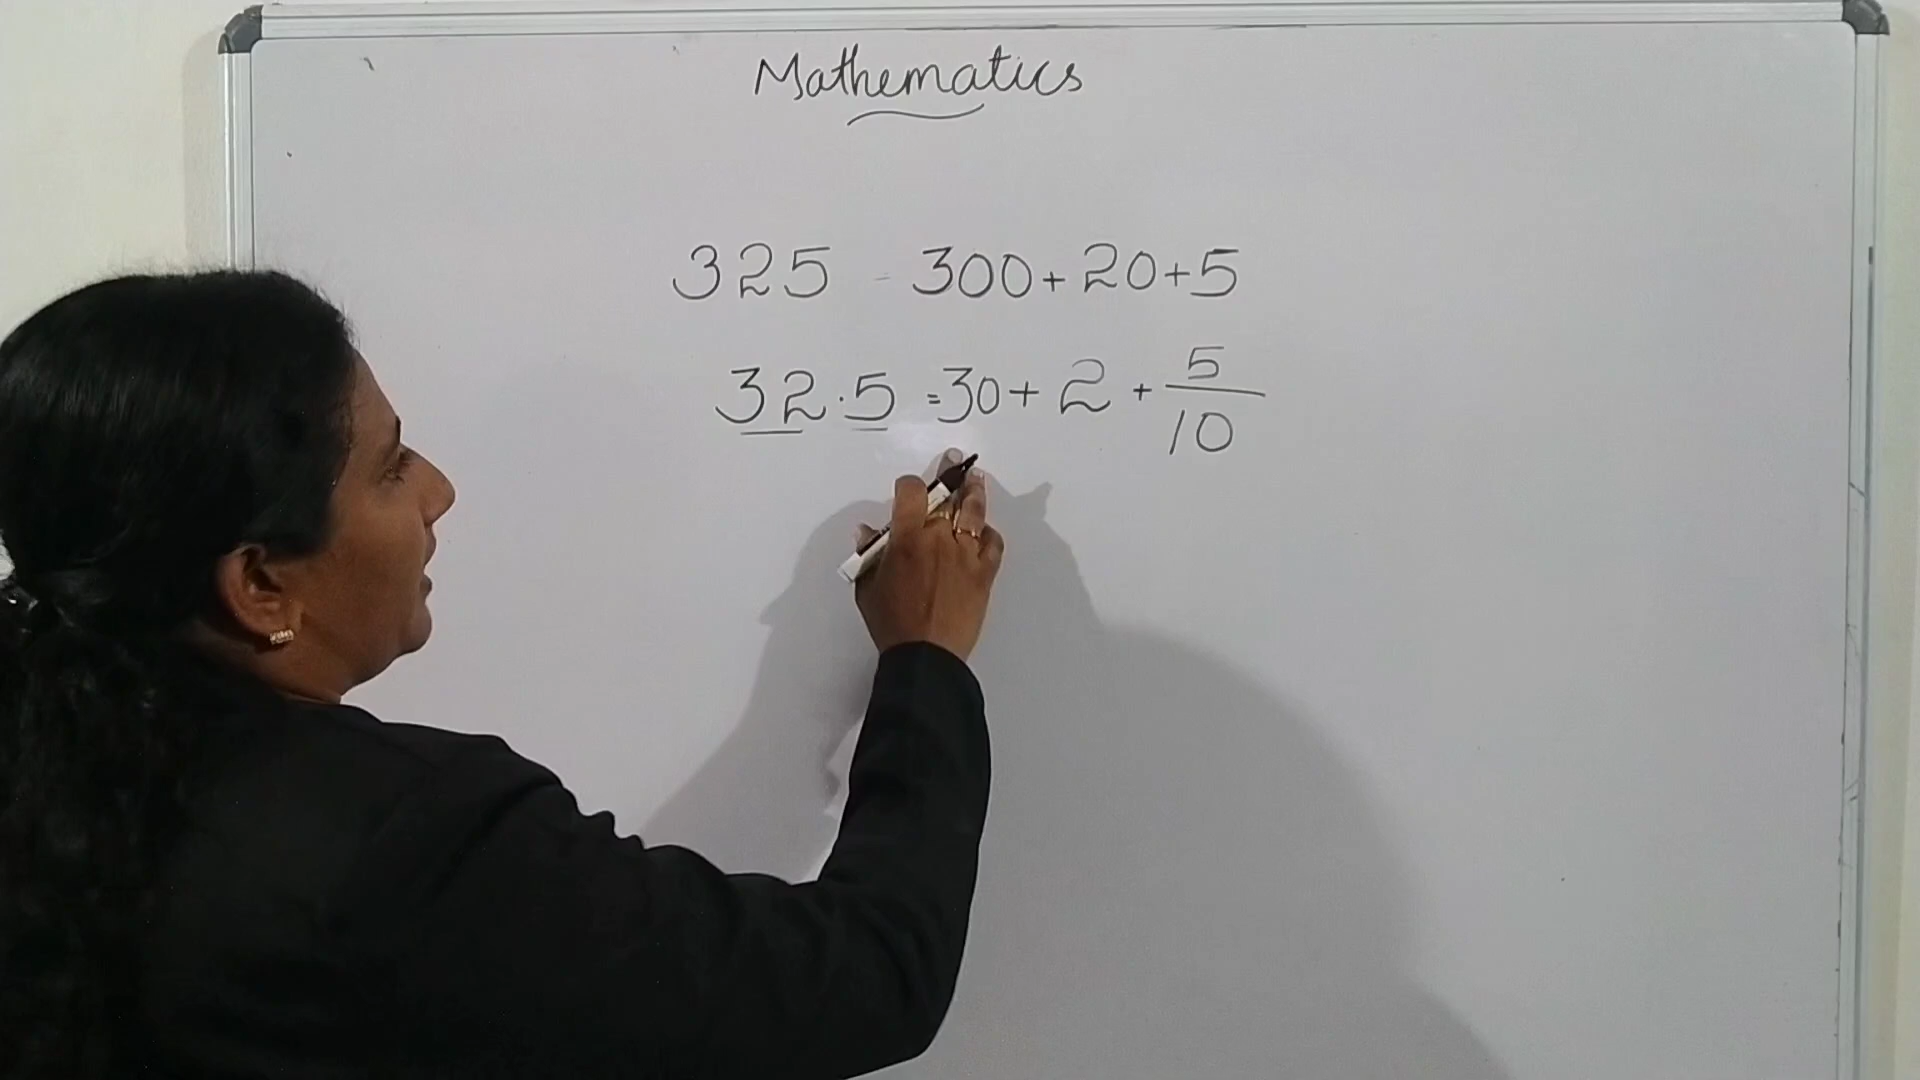 Mathematics
325 = 300+20+5
32.5 = 30 + 2 + 5/10